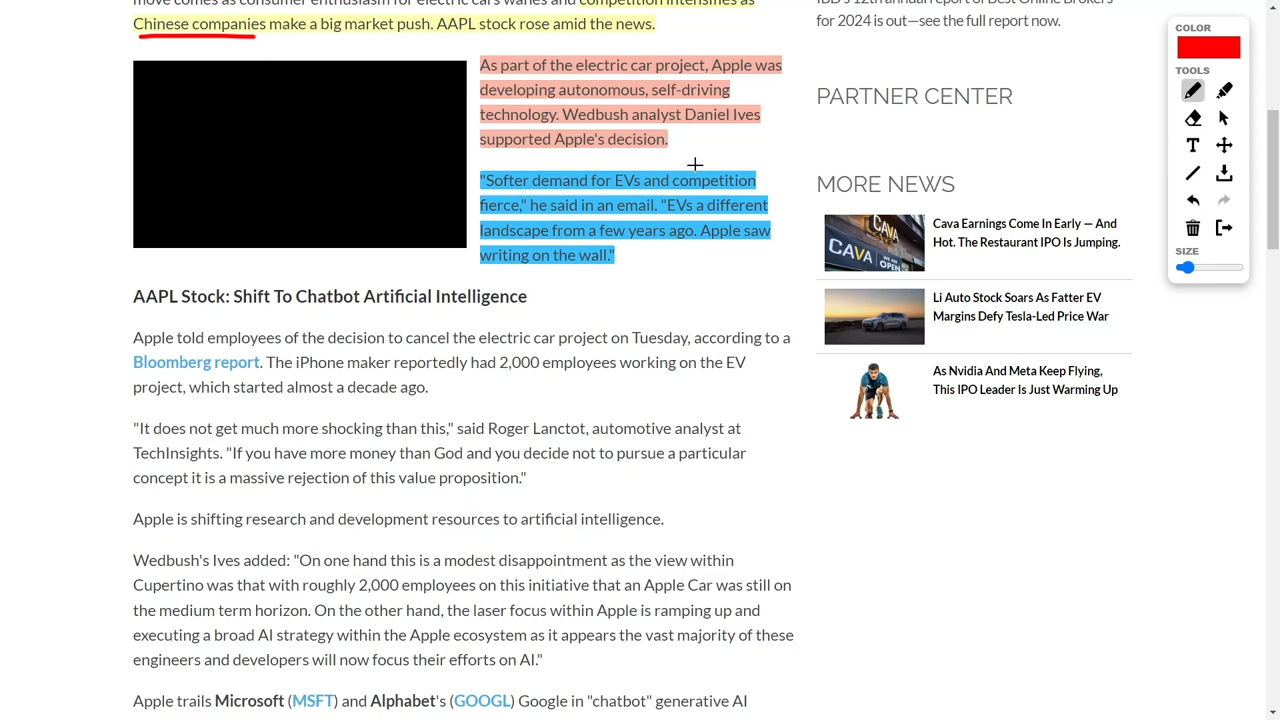 move comes as consumer enthusiasm for electric cars wanes and competition intensifies as
Chinese companies make a big market push. AAPL stock rose amid the news.
As part of the electric car project, Apple was
developing autonomous, self-driving
technology. Wedbush analyst Daniel Ives
supported Apple's decision.
"Softer demand for EVs and competition
fierce," he said in an email. "EVs a different
landscape from a few years ago. Apple saw
writing on the wall."
AAPL Stock: Shift To Chatbot Artificial Intelligence
Apple told employees of the decision to cancel the electric car project on Tuesday, according to a
Bloomberg report. The iPhone maker reportedly had 2,000 employees working on the EV
project, which started almost a decade ago.
"It does not get much more shocking than this," said Roger Lanctot, automotive analyst at
TechInsights. "If you have more money than God and you decide not to pursue a particular
concept it is a massive rejection of this value proposition."
Apple is shifting research and development resources to artificial intelligence.
Wedbush's Ives added: "On one hand this is a modest disappointment as the view within
Cupertino was that with roughly 2,000 employees on this initiative that an Apple Car was still on
the medium term horizon. On the other hand, the laser focus within Apple is ramping up and
executing a broad AI strategy within the Apple ecosystem as it appears the vast majority of these
engineers and developers will now focus their efforts on AI."
Apple trails Microsoft (MSFT) and Alphabet's (GOOGL) Google in "chatbot" generative AI
IBD's 12th annual report of Best Online Brokers
for 2024 is out—see the full report now.
PARTNER CENTER
MORE NEWS
CAVA
CAVA
WE ARE
OPEN
Cava Earnings Come In Early — And
Hot. The Restaurant IPO Is Jumping.
Li Auto Stock Soars As Fatter EV
Margins Defy Tesla-Led Price War
As Nvidia And Meta Keep Flying,
This IPO Leader Is Just Warming Up
COLOR
TOOLS
T
SIZE